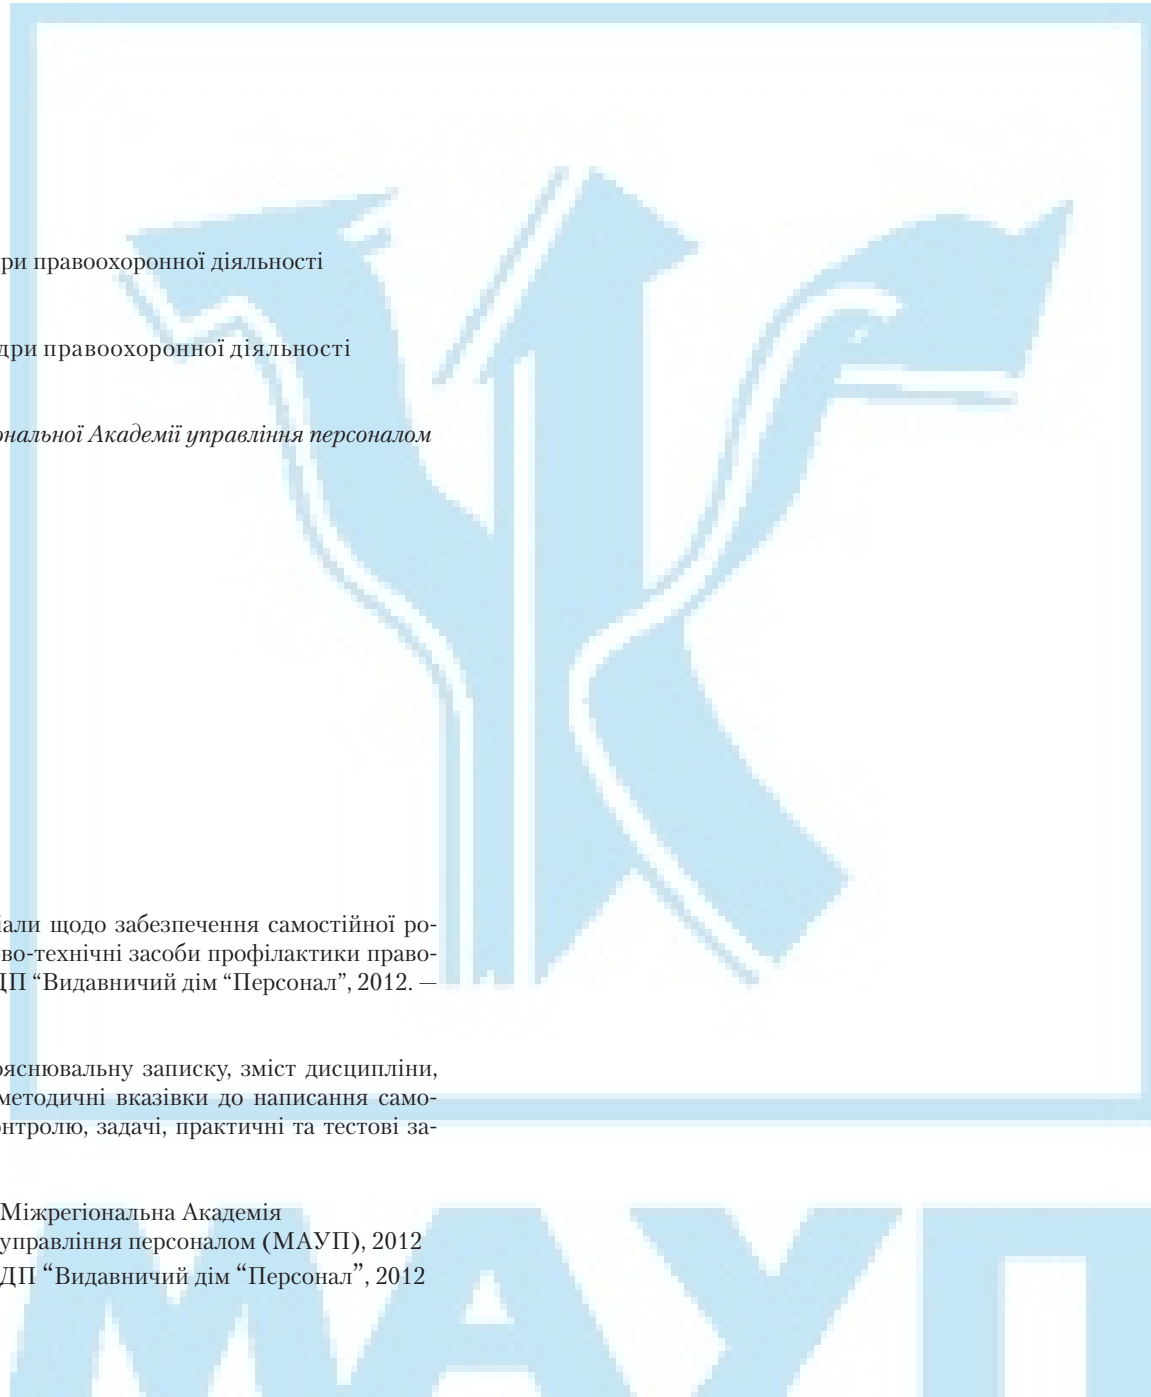 ри правоохоронної діяльності
дри правоохоронної діяльності
ональної Академії управління персоналом
али щодо забезпечення самостійної ро-
во-технічні засоби профілактики право-
ДП “Видавничий дім “Персонал”, 2012. —
яснювальну записку, зміст дисципліни,
методичні вказівки до написання само-
онтролю, задачі, практичні та тестові за-
Міжрегіональна Академія
управління персоналом (МАУП), 2012
ДП “Видавничий дім “Персонал”, 2012
МАУП